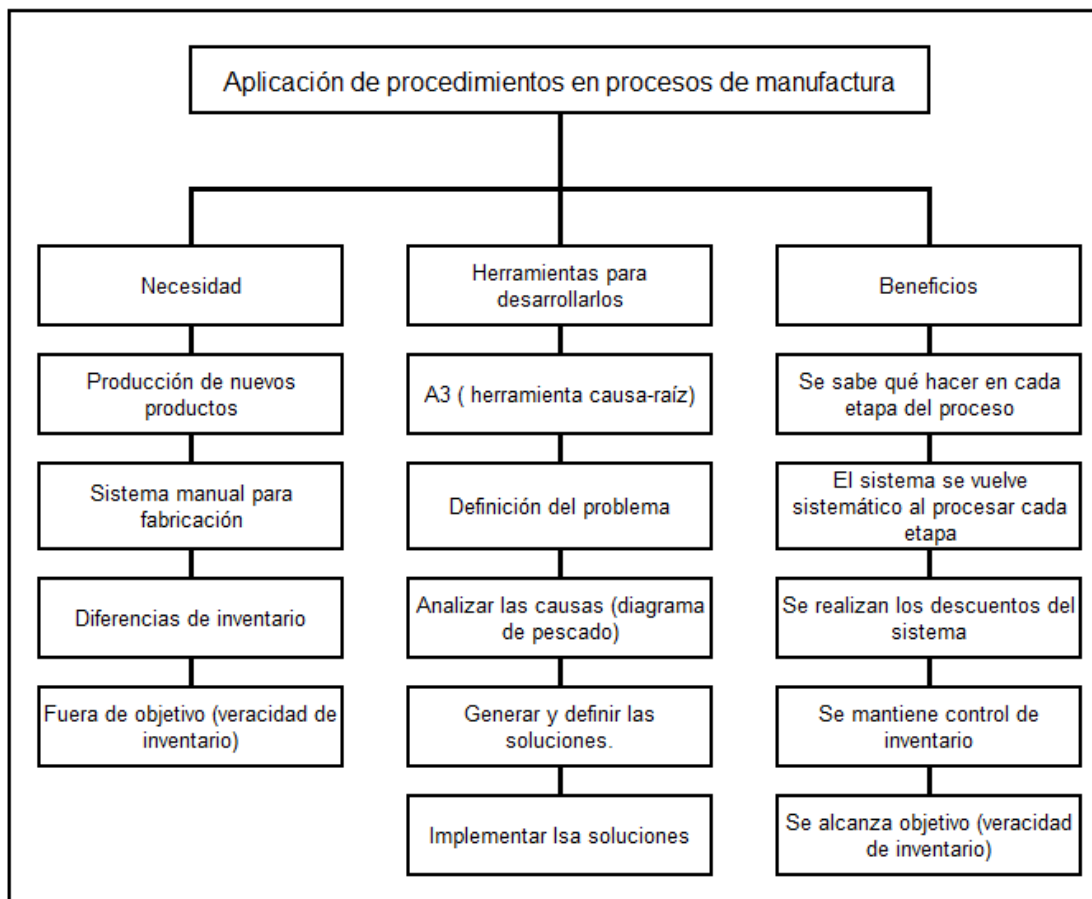 Aplicación de procedimientos en procesos de manufactura
Necesidad
Producción de nuevos
productos
Sistema manual para
fabricación
Diferencias de inventario
Fuera de objetivo (veracidad de
inventario)
Herramientas para
desarrollarlos
A3 ( herramienta causa-raíz)
Definición del problema
Analizar las causas (diagrama
de pescado)
Generar y definir las
soluciones.
Implementar lsa soluciones
Beneficios
Se sabe qué hacer en cada
etapa del proceso
El sistema se vuelve
sistemático al procesar cada
etapa
Se realizan los descuentos del
sistema
Se mantiene control de
inventario
Se alcanza objetivo (veracidad
de inventario)